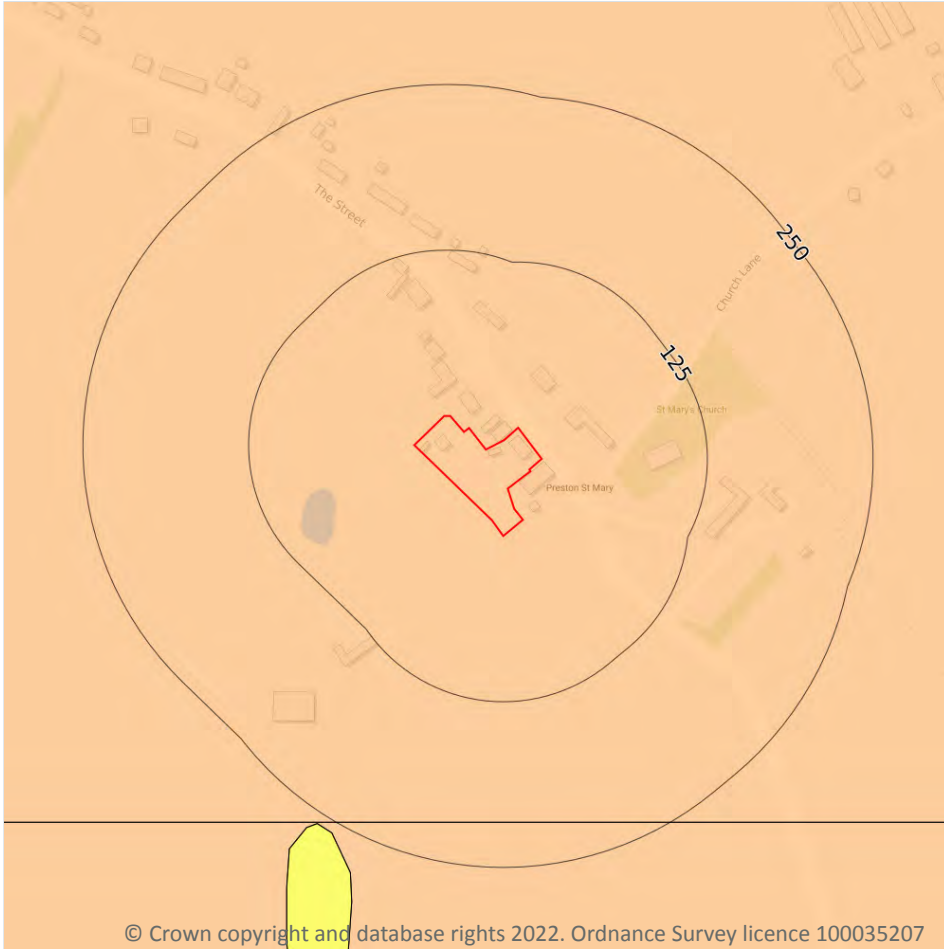 The Street
250
Church Lane
125
St Mary's Church
Preston St Mary
© Crown copyright and database rights 2022. Ordnance Survey licence 100035207